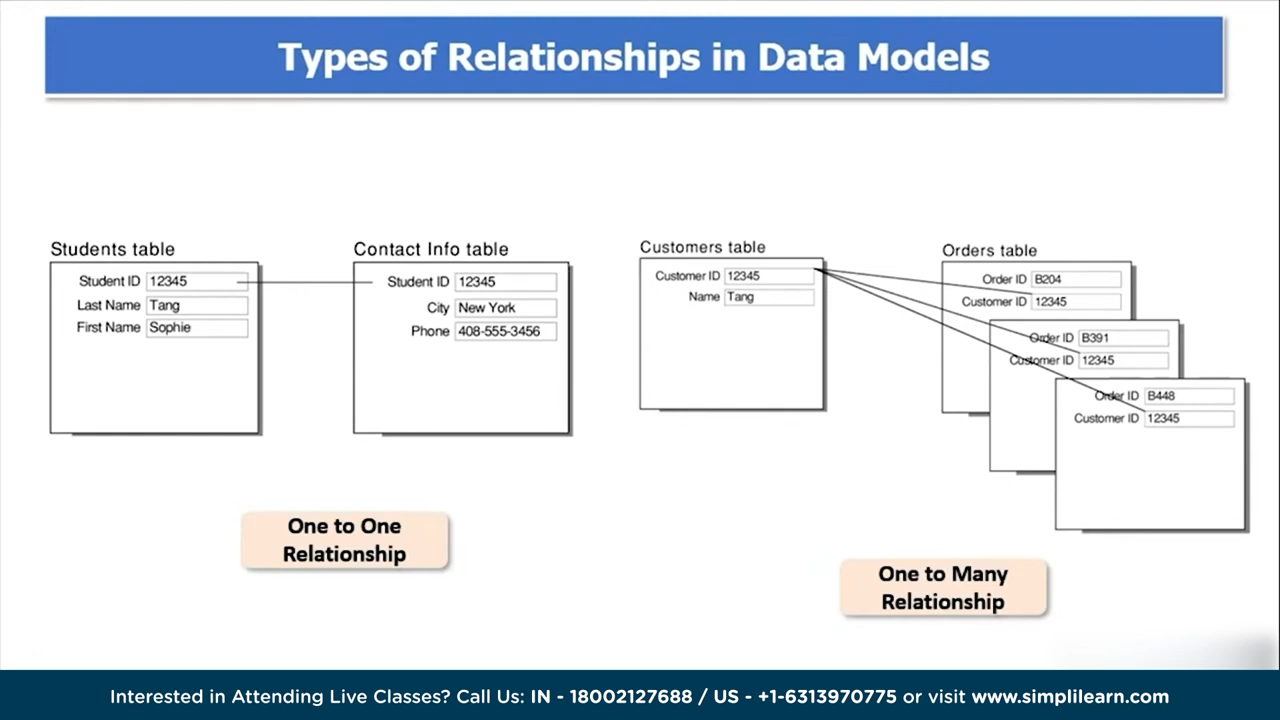 Types of Relationships in Data Models
Students table
Student ID 12345
Last Name Tang
First Name Sophie
Contact Info table
Student ID 12345
City New York
Phone 408-555-3456
One to One
Relationship
Customers table
Customer ID 12345
Name Tang
Orders table
Order ID B204
Customer ID 12345
Order ID B391
Customer ID 12345
Order ID B448
Customer ID 12345
One to Many
Relationship
Interested in Attending Live Classes? Call Us: IN - 18002127688 / US - +1-6313970775 or visit www.simplilearn.com